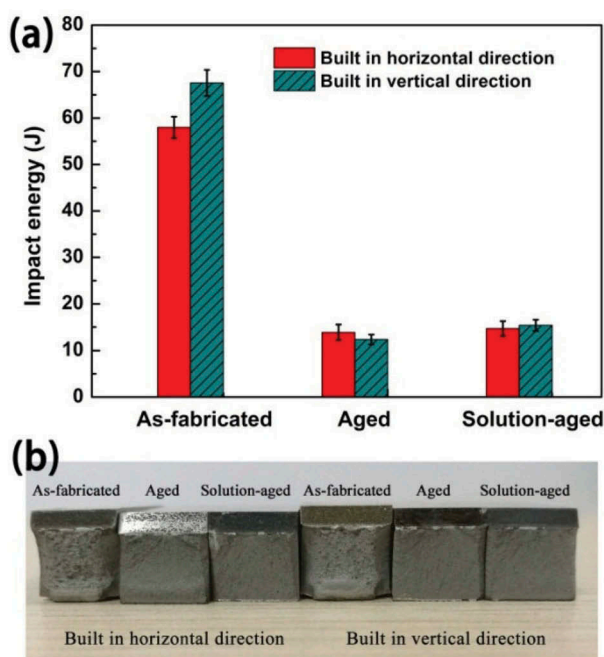 (a)
80
70
60
50
40
30
20
10
0
Impact energy (J)
Built in horizontal direction
Built in vertical direction
As-fabricated Aged Solution-aged
(b)
As-fabricated Aged Solution-aged As-fabricated Aged Solution-aged
Built in horizontal direction Built in vertical direction